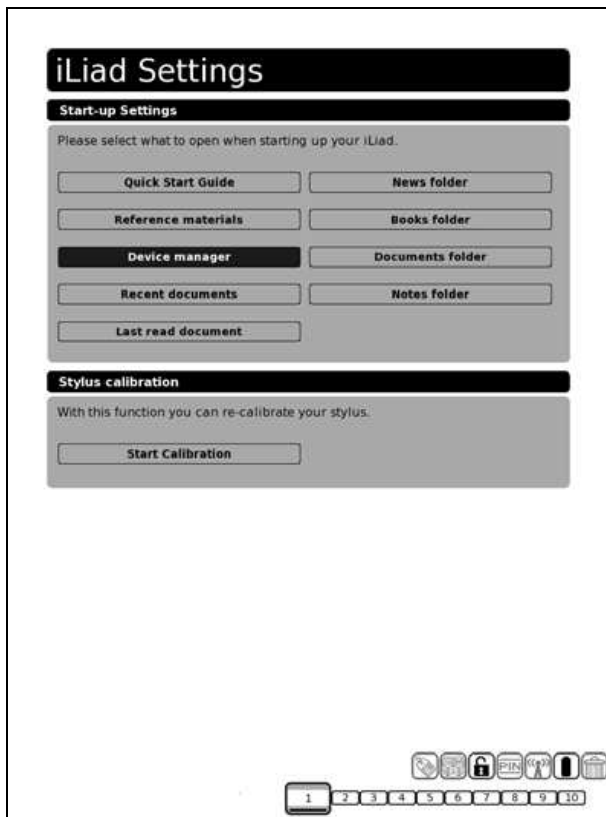 iLiad Settings
Start-up Settings
Please select what to open when starting up your iLiad.
Quick Start Guide
News folder
Reference materials
Books folder
Device manager
Documents folder
Recent documents
Notes folder
Last read document
Stylus calibration
With this function you can re-calibrate your stylus.
Start Calibration
PIN
1 2 3 4 5 6 7 8 9 10